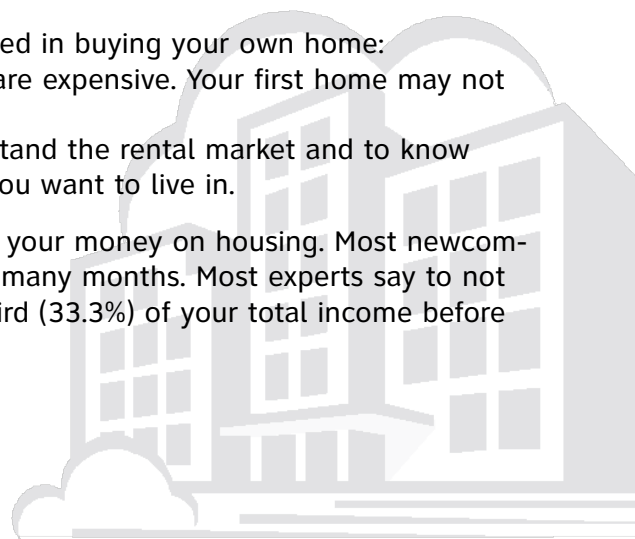 ed in buying your own home:
are expensive. Your first home may not
tand the rental market and to know
ou want to live in.
your money on housing. Most newcom-
many months. Most experts say to not
ird (33.3%) of your total income before